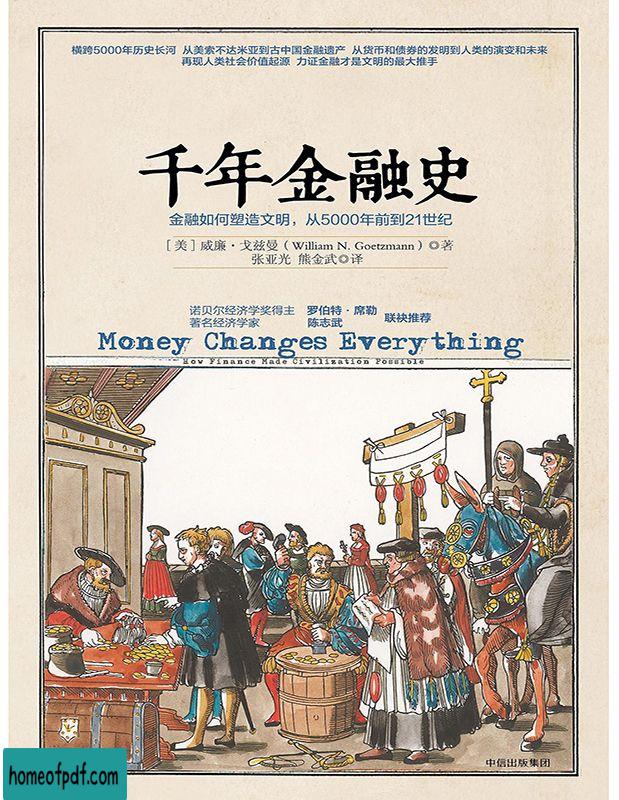 横跨5000年历史长河 从美索不达米亚到古中国金融遗产 从货币和债券的发明到人类的演变和未来
再现人类社会价值起源 力证金融才是文明的最大推手
千年金融史
金融如何塑造文明，从5000年前到21世纪
［美］威廉·戈兹曼（William N. Goetzmann）◎著
张亚光 熊金武◎译
诺贝尔经济学奖得主 罗伯特·席勒
著名经济学家 陈志武
联袂推荐
Money Changes Everything
How Finance Made Civilization Possible
中信出版集团
homeofpdf.com